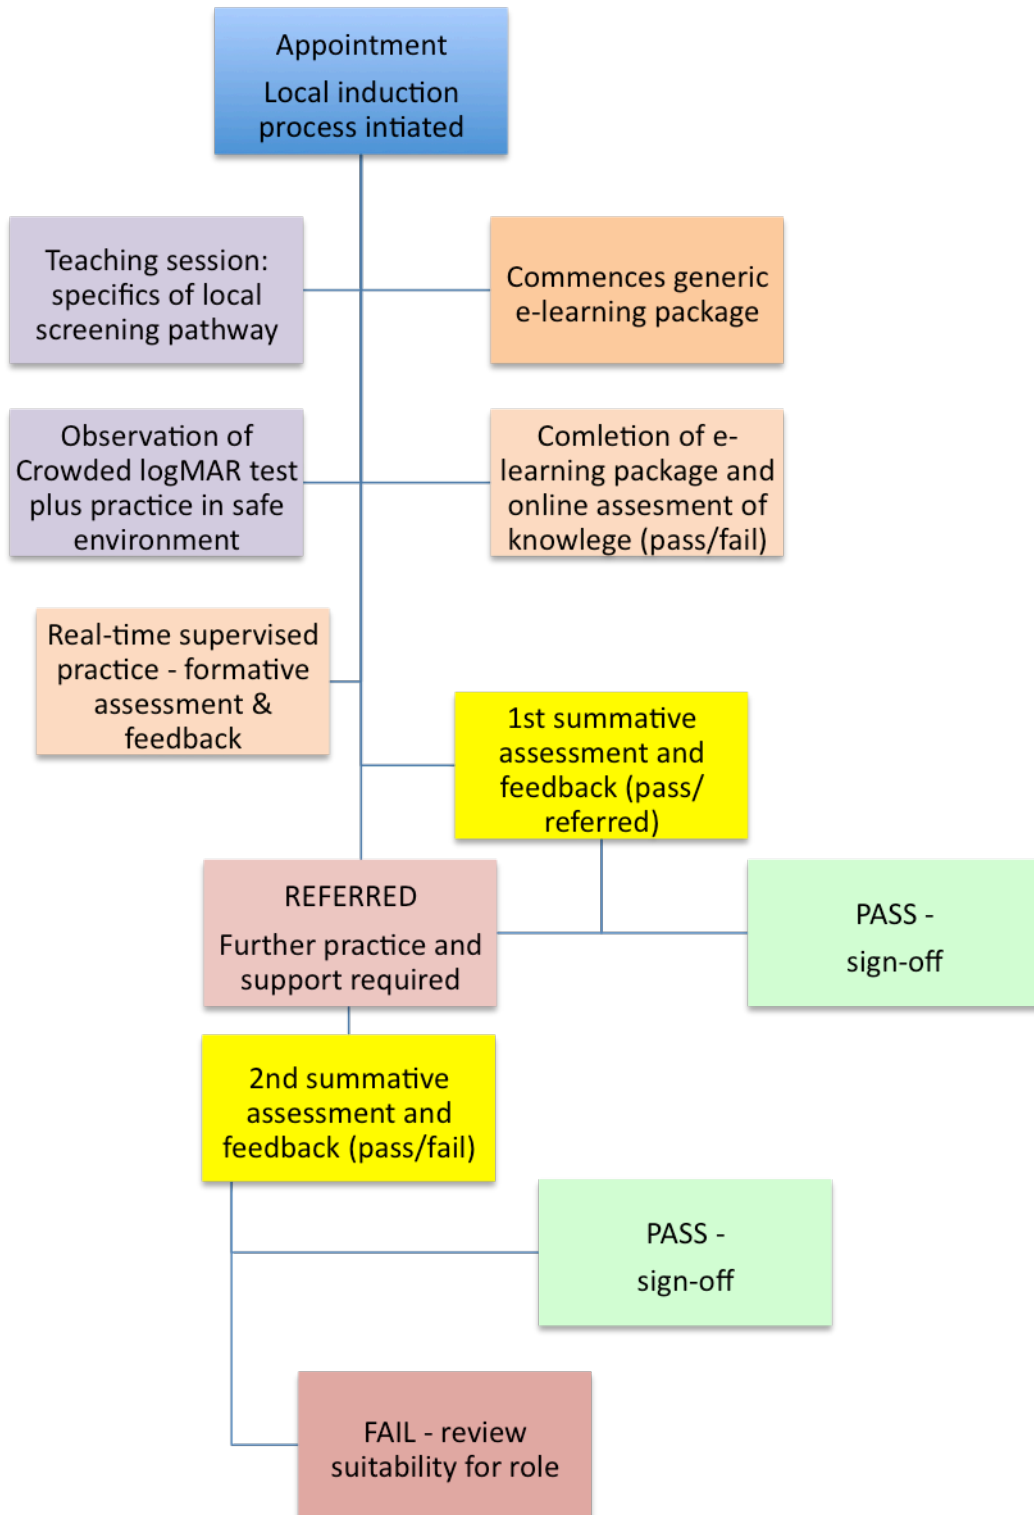 Appointment
Local induction
process intiated
Teaching session:
specifics of local
screening pathway
Commences generic
e-learning package
Observation of
Crowded logMAR test
plus practice in safe
environment
Comletion of e-
learning package and
online assesment of
knowlege (pass/fail)
Real-time supervised
practice - formative
assessment &
feedback
1st summative
assessment and
feedback (pass/
referred)
REFERRED
Further practice and
support required
PASS -
sign-off
2nd summative
assessment and
feedback (pass/fail)
PASS -
sign-off
FAIL - review
suitability for role